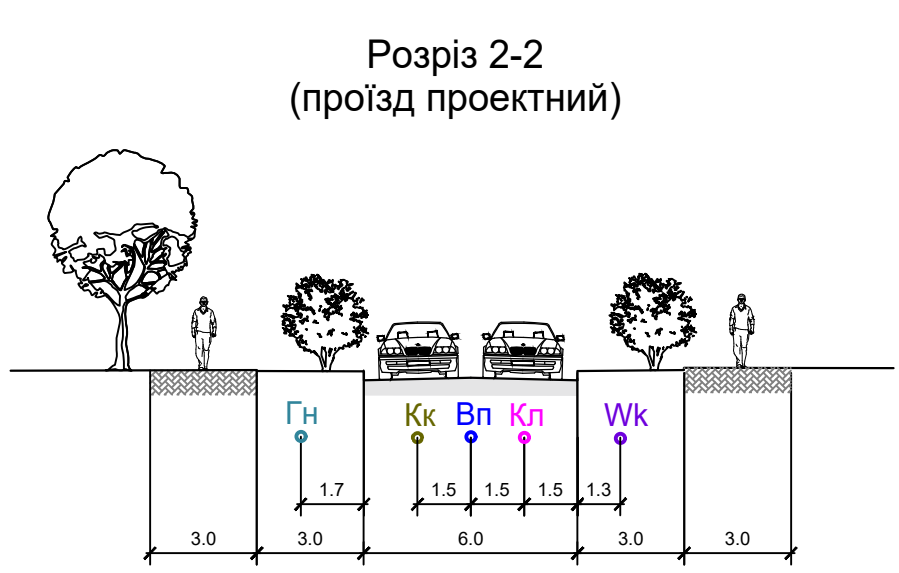 Розріз 2-2
(проїзд проектний)
Гн Кк Вп Кл Wk
1.7 1.5 1.5 1.5 1.3
3.0 3.0 6.0 3.0 3.0